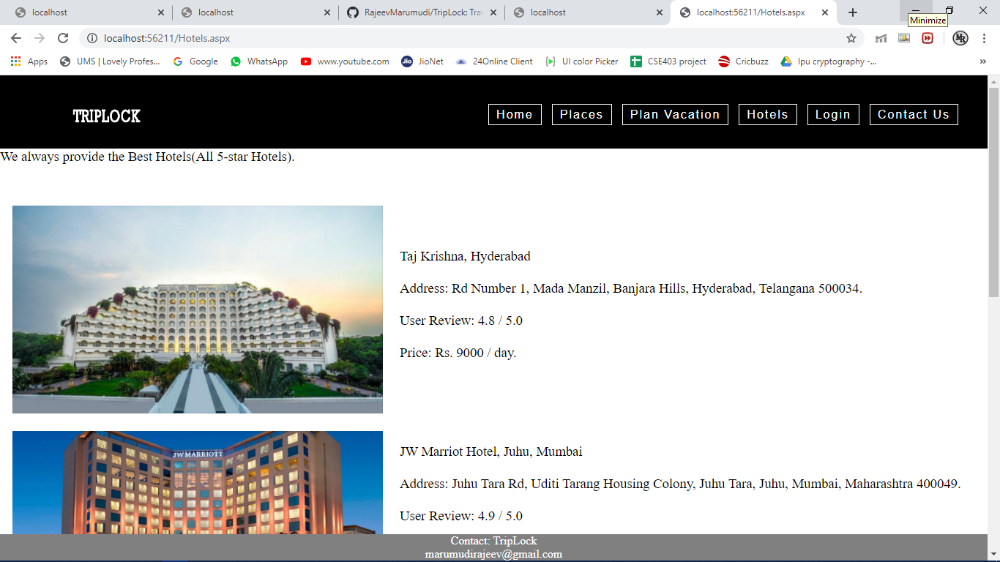 localhost
localhost
RajeevMarumudi/TripLock: Trav
localhost
localhost:56211/Hotels.aspx
Minimize
localhost:56211/Hotels.aspx
Apps
UMS | Lovely Profes...
Google
WhatsApp
www.youtube.com
JioNet
24Online Client
UI color Picker
CSE403 project
Cricbuzz
lpu cryptography -...
»
TRIPLOCK
Home
Places
Plan Vacation
Hotels
Login
Contact Us
We always provide the Best Hotels(All 5-star Hotels).
Taj Krishna, Hyderabad
Address: Rd Number 1, Mada Manzil, Banjara Hills, Hyderabad, Telangana 500034.
User Review: 4.8 / 5.0
Price: Rs. 9000 / day.
JW MARRIOTT
JW Marriot Hotel, Juhu, Mumbai
Address: Juhu Tara Rd, Uditi Tarang Housing Colony, Juhu Tara, Juhu, Mumbai, Maharashtra 400049.
User Review: 4.9 / 5.0
Contact: TripLock
marumudirajeev@gmail.com